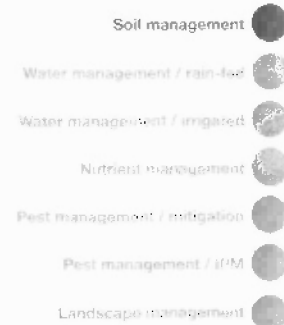 Soil management
Water management / rain-fed
Water management / irrigated
Nutrient management
Pest management / mitigation
Pest management / IPM
Landscape management